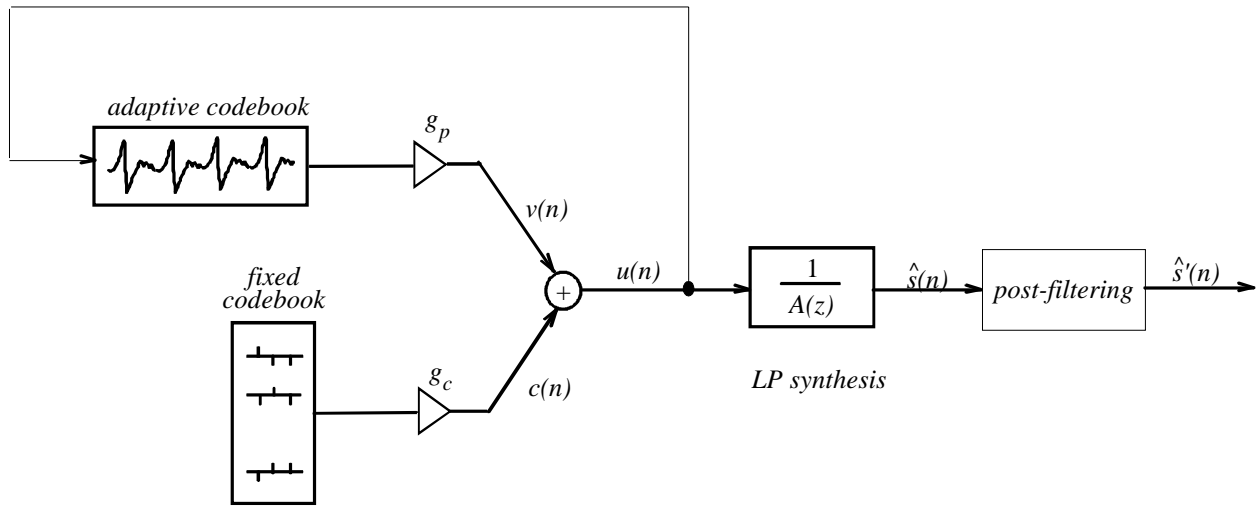 adaptive codebook
g_p
v(n)
fixed
codebook
g_c
c(n)
+
u(n)
1
A(z)
LP synthesis
ŝ(n)
post-filtering
ŝ'(n)